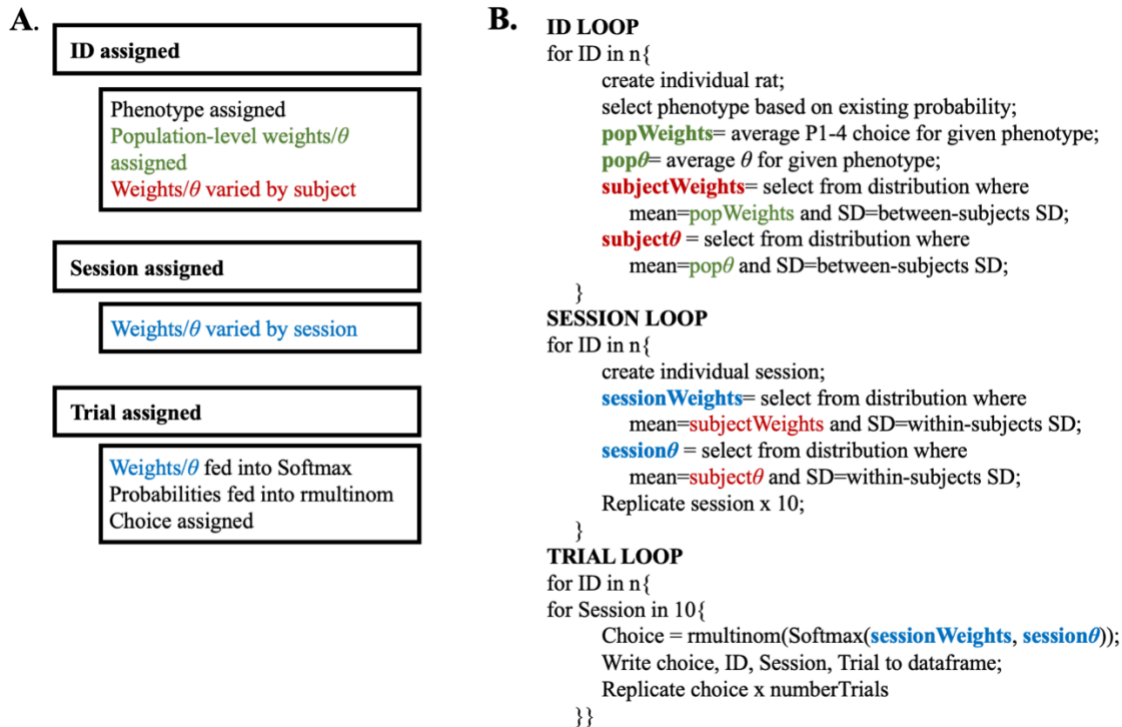 A.
ID assigned
Phenotype assigned
Population-level weights/θ
assigned
Weights/θ varied by subject
Session assigned
Weights/θ varied by session
Trial assigned
Weights/θ fed into Softmax
Probabilities fed into rmultinom
Choice assigned
B.
ID LOOP
for ID in n{
create individual rat;
select phenotype based on existing probability;
popWeights= average P1-4 choice for given phenotype;
popθ= average θ for given phenotype;
subjectWeights= select from distribution where
mean=popWeights and SD=between-subjects SD;
subjectθ = select from distribution where
mean=popθ and SD=between-subjects SD;
}
SESSION LOOP
for ID in n{
create individual session;
sessionWeights= select from distribution where
mean=subjectWeights and SD=within-subjects SD;
sessionθ = select from distribution where
mean=subjectθ and SD=within-subjects SD;
Replicate session x 10;
}
TRIAL LOOP
for ID in n{
for Session in 10{
Choice = rmultinom(Softmax(sessionWeights, sessionθ));
Write choice, ID, Session, Trial to dataframe;
Replicate choice x numberTrials
}}